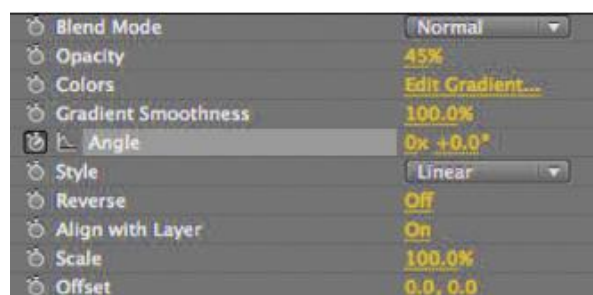 Blend Mode Normal
Opacity 45%
Colors Edit Gradient...
Gradient Smoothness 100.0%
Angle 0x +0.0°
Style Linear
Reverse Off
Align with Layer On
Scale 100.0%
Offset 0.0, 0.0